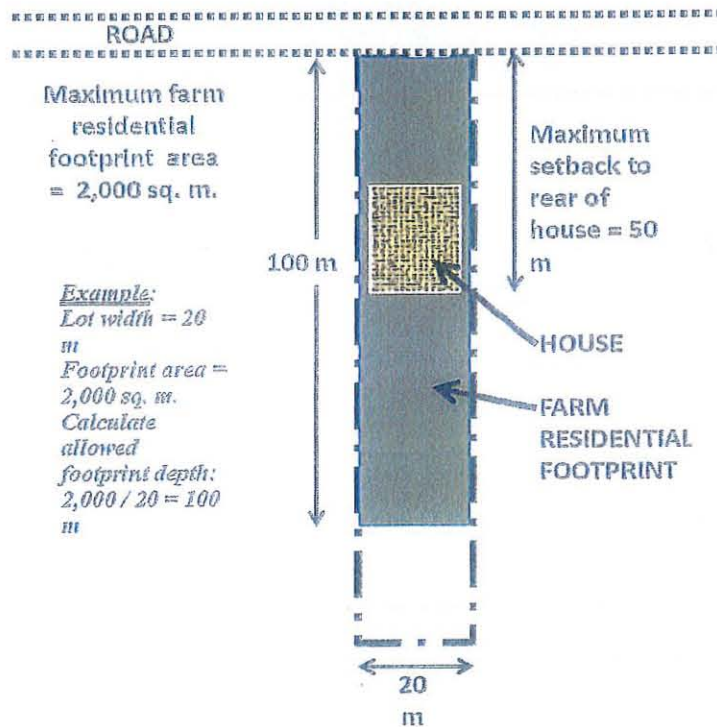 ROAD
Maximum farm
residential
footprint area
= 2,000 sq. m.
Maximum
setback to
rear of
house = 50
m
100 m
Example:
Lot width = 20
m
Footprint area =
2,000 sq. m.
Calculate
allowed
footprint depth:
2,000 / 20 = 100
m
HOUSE
FARM
RESIDENTIAL
FOOTPRINT
20
m